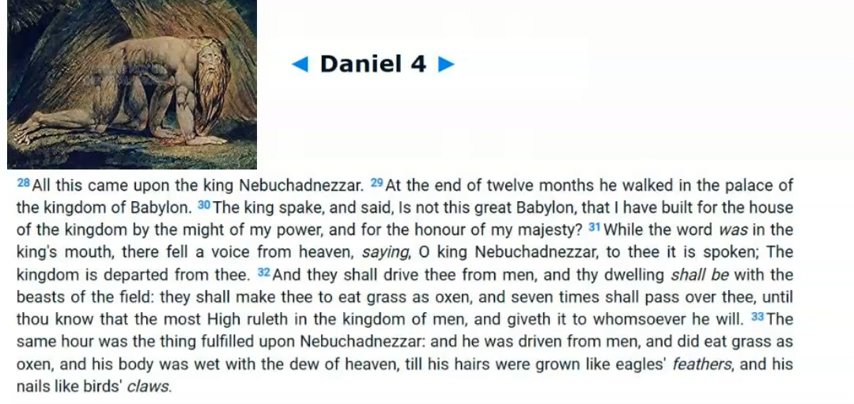 ◄ Daniel 4 ►
28 All this came upon the king Nebuchadnezzar. 29 At the end of twelve months he walked in the palace of
the kingdom of Babylon. 30 The king spake, and said, Is not this great Babylon, that I have built for the house
of the kingdom by the might of my power, and for the honour of my majesty? 31 While the word was in the
king's mouth, there fell a voice from heaven, saying, O king Nebuchadnezzar, to thee it is spoken; The
kingdom is departed from thee. 32 And they shall drive thee from men, and thy dwelling shall be with the
beasts of the field: they shall make thee to eat grass as oxen, and seven times shall pass over thee, until
thou know that the most High ruleth in the kingdom of men, and giveth it to whomsoever he will. 33 The
same hour was the thing fulfilled upon Nebuchadnezzar: and he was driven from men, and did eat grass as
oxen, and his body was wet with the dew of heaven, till his hairs were grown like eagles' feathers, and his
nails like birds' claws.